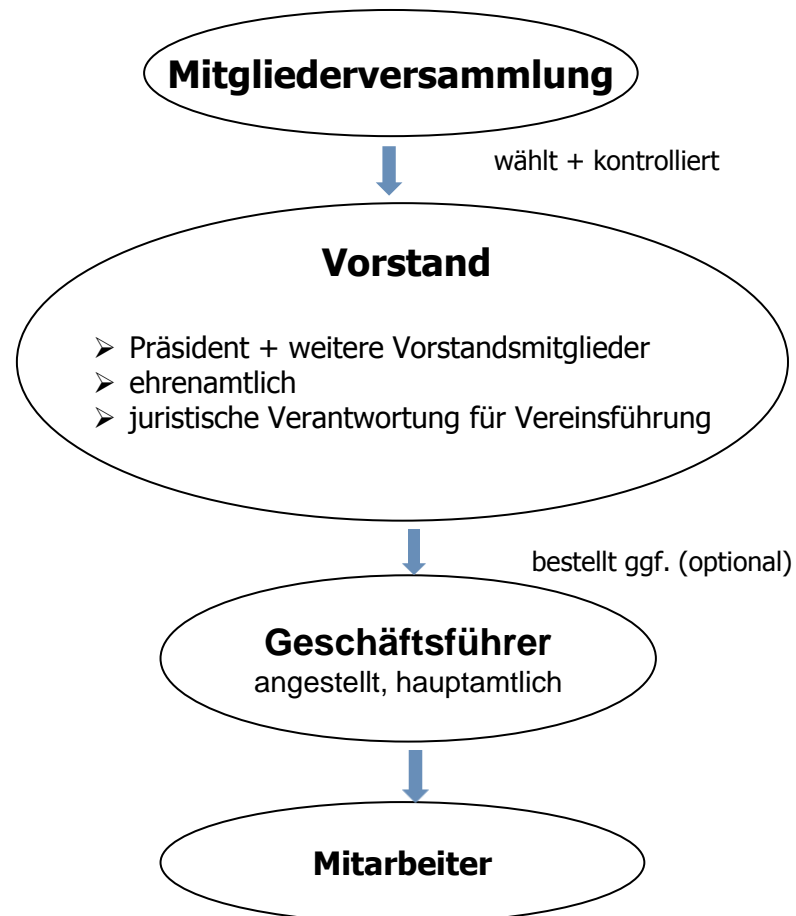 Mitgliederversammlung
wählt + kontrolliert
Vorstand
➢ Präsident + weitere Vorstandsmitglieder
➢ ehrenamtlich
➢ juristische Verantwortung für Vereinsführung
bestellt ggf. (optional)
Geschäftsführer
angestellt, hauptamtlich
Mitarbeiter